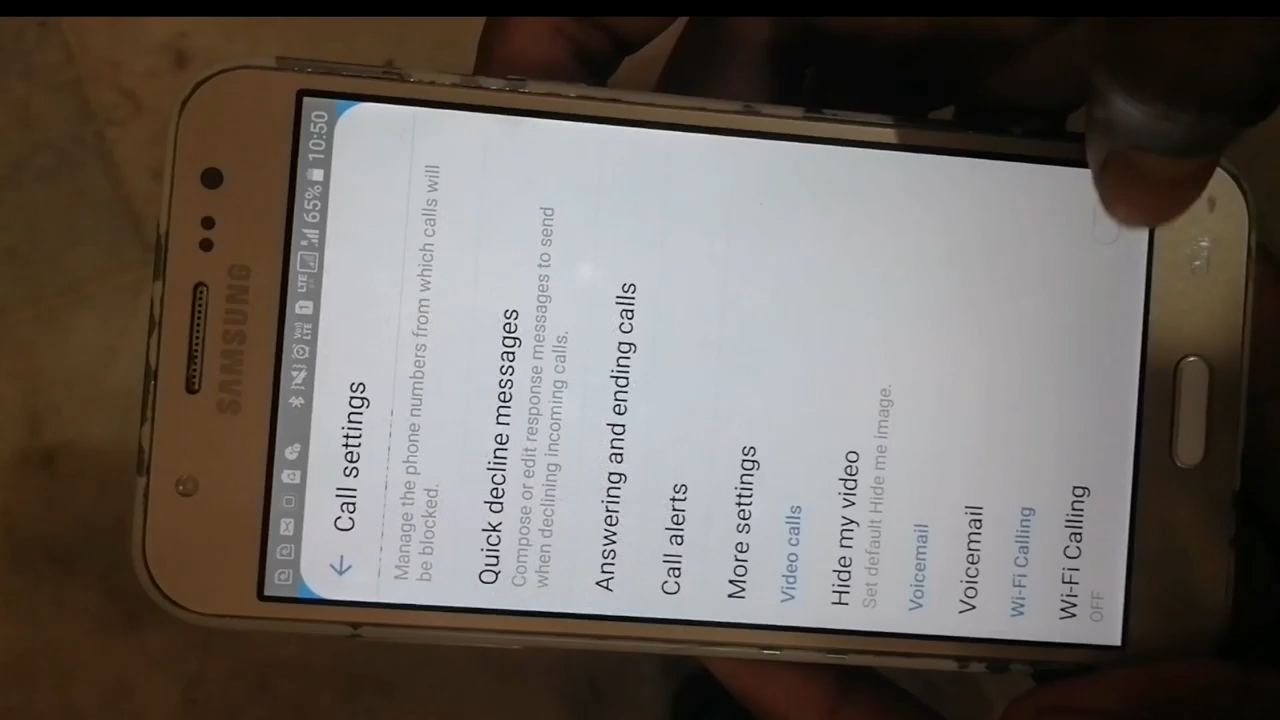 SAMSUNG
65% 10:50
Call settings
Manage the phone numbers from which calls will
be blocked.
Quick decline messages
Compose or edit response messages to send
when declining incoming calls.
Answering and ending calls
Call alerts
More settings
Video calls
Hide my video
Set default Hide me image.
Voicemail
Voicemail
Wi-Fi Calling
Wi-Fi Calling
OFF